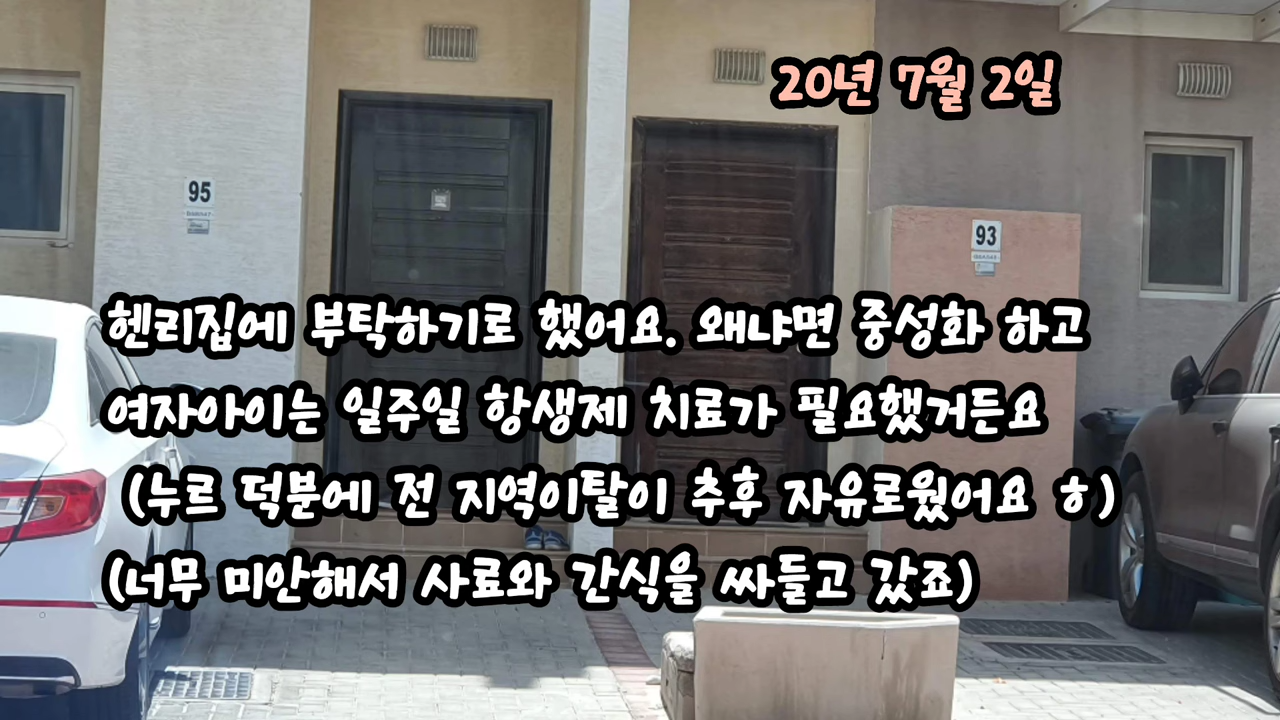 20년 7월 2일
95
93
헨리집에 부탁하기로 했어요. 왜냐면 중성화 하고
여자아이는 일주일 항생제 치료가 필요했거든요
(누르 덕분에 전 지역이탈이 추후 자유로웠어요 ㅎ)
(너무 미안해서 사료와 간식을 싸들고 갔죠)